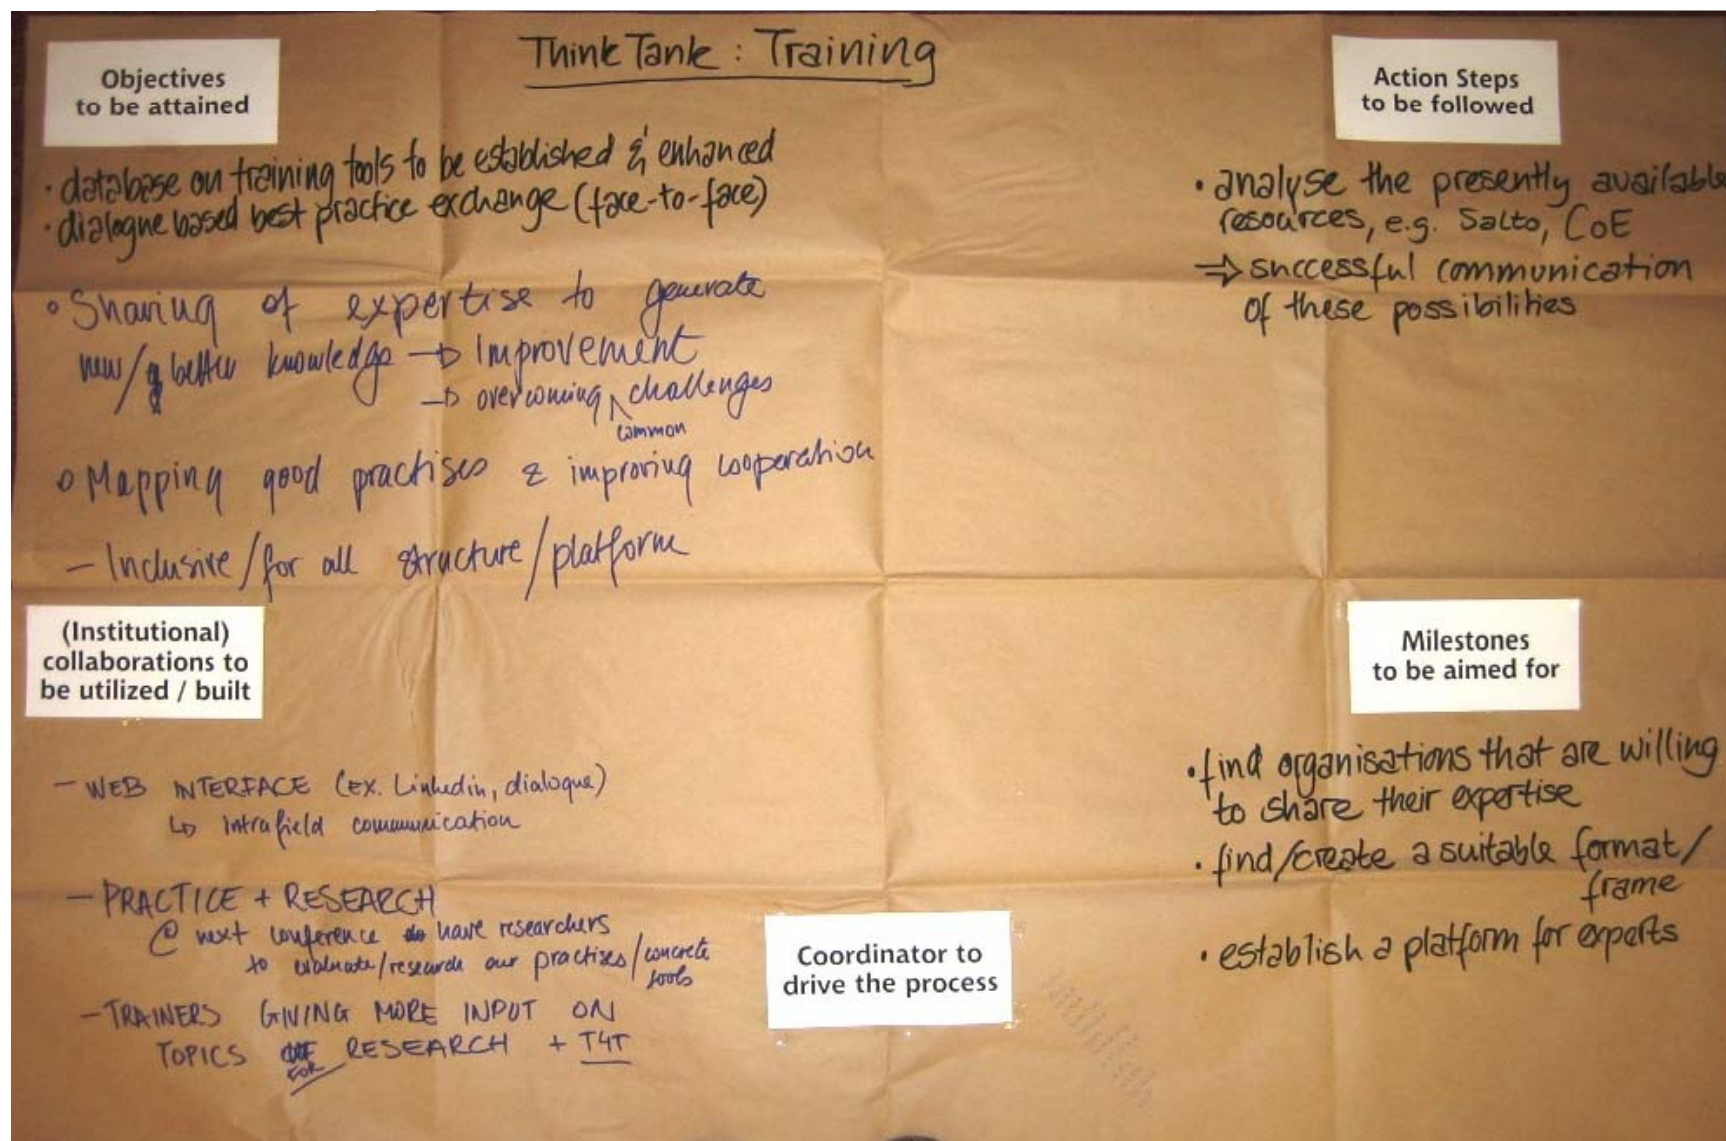 Think Tank : Training
Objectives
to be attained
· database on training tools to be established & enhanced
· dialogue based best practice exchange (face-to-face)
° Sharing of expertise to generate
new/ better knowledge → Improvement
→ overcoming challenges
common
° Mapping good practises & improving cooperation
– Inclusive/for all structure/platform
(Institutional)
collaborations to
be utilized / built
– WEB INTERFACE (ex. Linkedin, dialogue)
↳ Intrafield communication
– PRACTICE + RESEARCH
@ next conference have researchers
to evaluate/research our practises/concrete
tools
– TRAINERS GIVING MORE INPUT ON
TOPICS RESEARCH + T4T
FOR
Coordinator to
drive the process
Action Steps
to be followed
· analyse the presently available
resources, e.g. Salto, CoE
⇒ successful communication
of these possibilities
Milestones
to be aimed for
· find organisations that are willing
to share their expertise
· find/create a suitable format/
frame
· establish a platform for experts